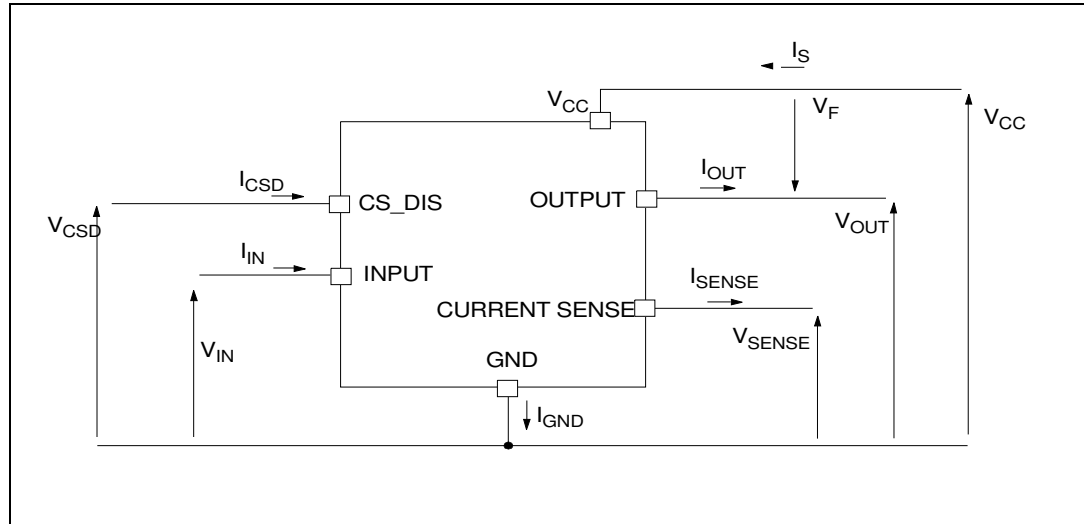 I_S
V_CC
V_F
V_CC
I_CSD
I_OUT
CS_DIS
OUTPUT
V_CSD
V_OUT
I_IN
INPUT
I_SENSE
CURRENT SENSE
V_IN
V_SENSE
GND
I_GND